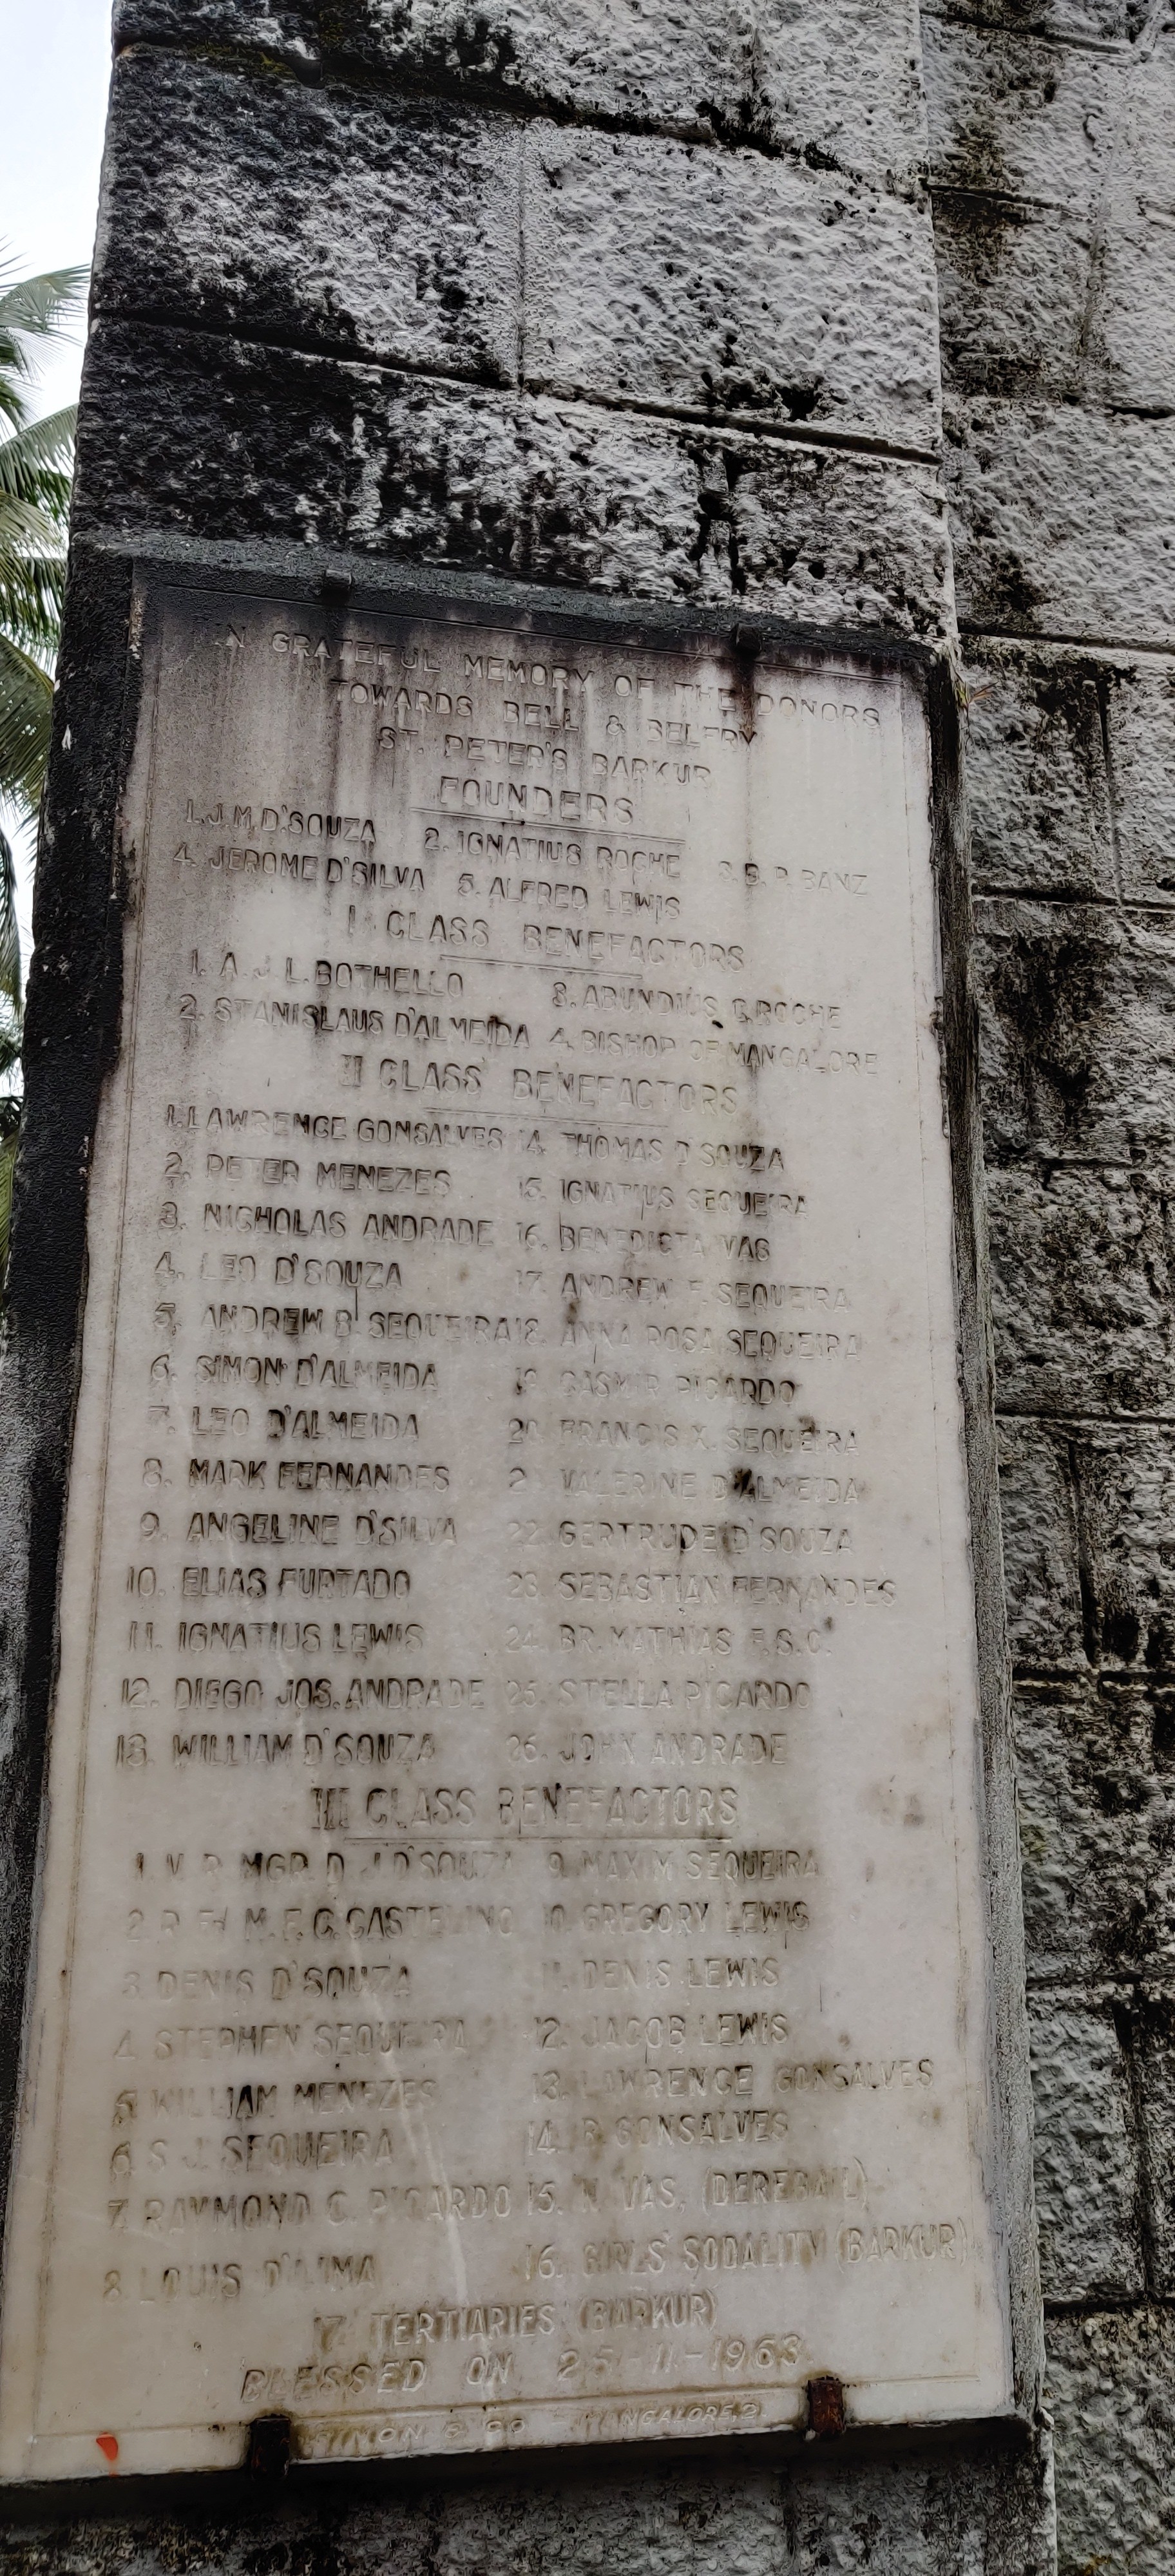 IN GRATEFUL MEMORY OF THE DONORS
TOWARDS BELL & BELFRY
ST. PETER'S BARKUR
FOUNDERS
1. J. M. D'SOUZA 2. IGNATIUS ROCHE 3. B. P. BANZ
4. JEROME D'SILVA 5. ALFRED LEWIS
I CLASS BENEFACTORS
1. A. J. L. BOTHELLO 3. ABUNDIUS C. ROCHE
2. STANISLAUS D'ALMEIDA 4. BISHOP OF MANGALORE
II CLASS BENEFACTORS
1. LAWRENCE GONSALVES 14. THOMAS D'SOUZA
2. PETER MENEZES 15. IGNATIUS SEQUEIRA
3. NICHOLAS ANDRADE 16. BENEDICTA VAS
4. LEO D'SOUZA 17. ANDREW F. SEQUEIRA
5. ANDREW B. SEQUEIRA 18. ANNA ROSA SEQUEIRA
6. SIMON D'ALMEIDA 19. CASMIR PICARDO
7. LEO D'ALMEIDA 20. FRANCIS X. SEQUEIRA
8. MARK FERNANDES 21. VALERINE D'ALMEIDA
9. ANGELINE D'SILVA 22. GERTRUDE D'SOUZA
10. ELIAS FURTADO 23. SEBASTIAN FERNANDES
11. IGNATIUS LEWIS 24. BR. MATHIAS F.S.C.
12. DIEGO JOS. ANDRADE 25. STELLA PICARDO
13. WILLIAM D'SOUZA 26. JOHN ANDRADE
III CLASS BENEFACTORS
1. V. R. MGR. D. J. D'SOUZA 9. MAXIM SEQUEIRA
2. R. Fr. M. F. C. CASTELINO 10. GREGORY LEWIS
3. DENIS D'SOUZA 11. DENIS LEWIS
4. STEPHEN SEQUEIRA 12. JACOB LEWIS
5. WILLIAM MENEZES 13. LAWRENCE GONSALVES
6. S. J. SEQUEIRA 14. B. GONSALVES
7. RAYMOND C. PICARDO 15. N. VAS, (DEREBAIL)
8. LOUIS D'LIMA 16. GIRLS' SODALITY (BARKUR)
17. TERTIARIES (BARKUR)
BLESSED ON 25-11-1963.
SIMON & CO. MANGALORE, 2.